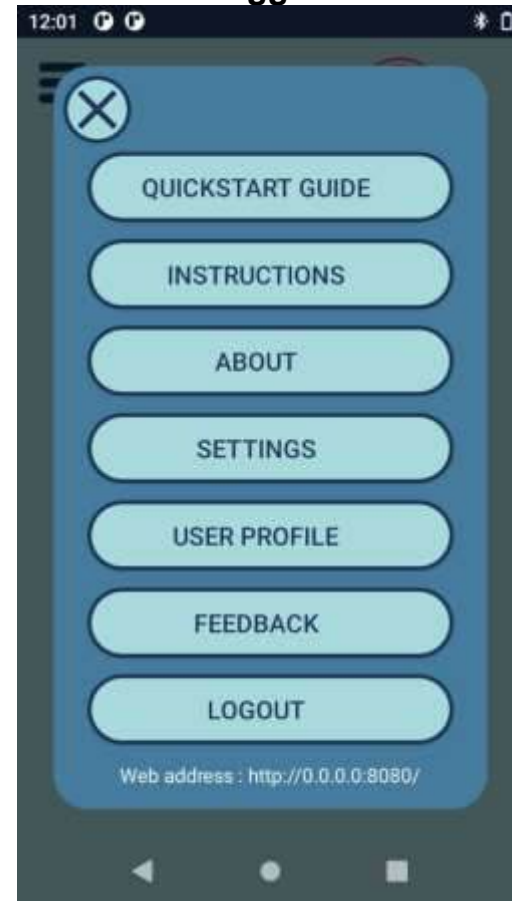 12:01
QUICKSTART GUIDE
INSTRUCTIONS
ABOUT
SETTINGS
USER PROFILE
FEEDBACK
LOGOUT
Web address : http://0.0.0.0:8080/